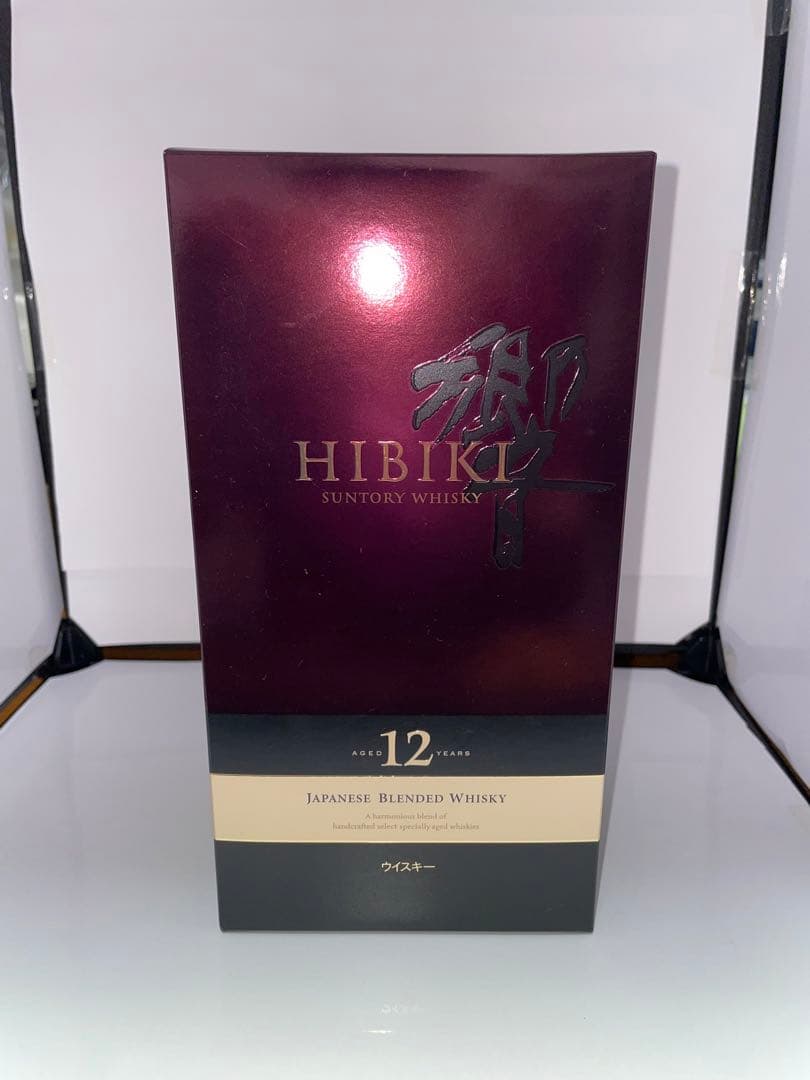 響
HIBIKI
SUNTORY WHISKY
AGED 12 YEARS
JAPANESE BLENDED WHISKY
A harmonious blend of
handcrafted select specially aged whiskies
ウイスキー